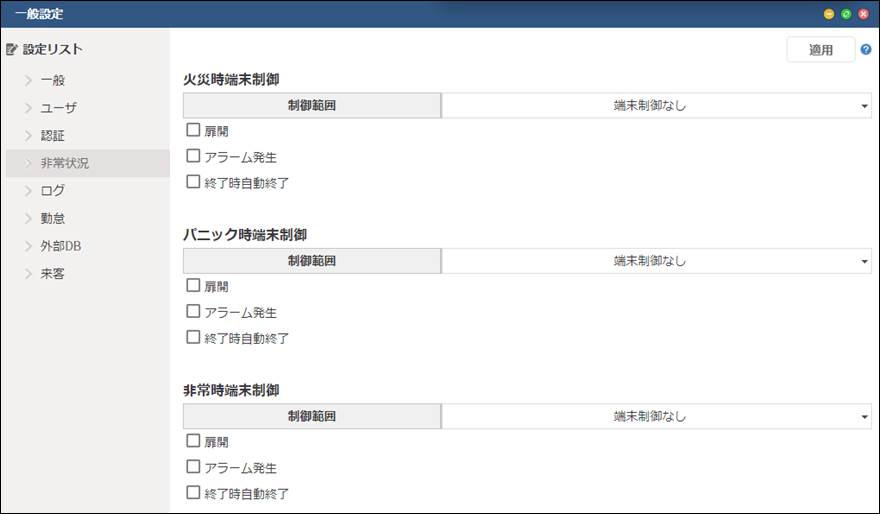 一般設定
設定リスト
一般
ユーザ
認証
非常状況
ログ
勤怠
外部DB
来客
適用
?
火災時端末制御
制御範囲 端末制御なし
扉開
アラーム発生
終了時自動終了
パニック時端末制御
制御範囲 端末制御なし
扉開
アラーム発生
終了時自動終了
非常時端末制御
制御範囲 端末制御なし
扉開
アラーム発生
終了時自動終了